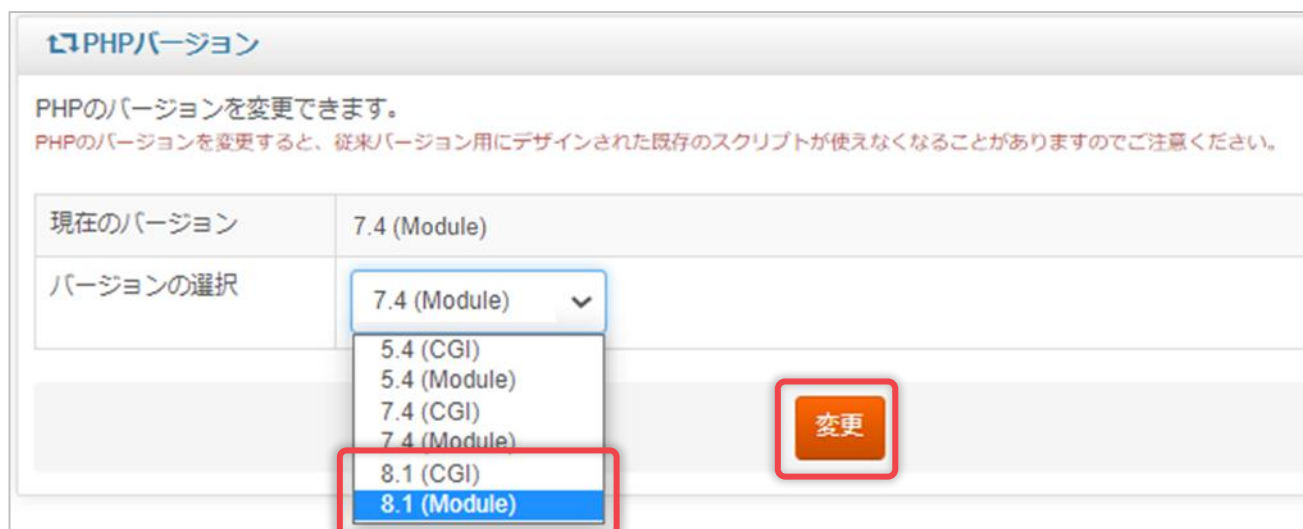 PHPバージョン
PHPのバージョンを変更できます。
PHPのバージョンを変更すると、従来バージョン用にデザインされた既存のスクリプトが使えなくなることがありますのでご注意ください。
現在のバージョン 7.4 (Module)
バージョンの選択 7.4 (Module)
5.4 (CGI)
5.4 (Module)
7.4 (CGI)
7.4 (Module)
変更
8.1 (CGI)
8.1 (Module)